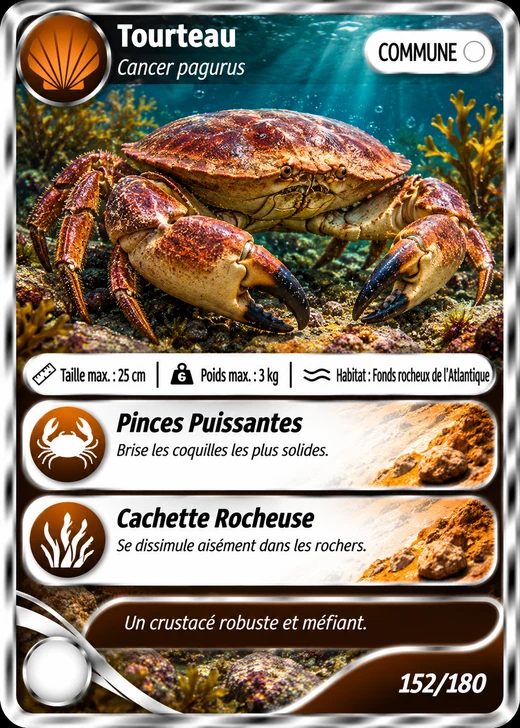 Tourteau
Cancer pagurus
COMMUNE
Taille max. : 25 cm
G
Poids max. : 3 kg
Habitat : Fonds rocheux de l'Atlantique
Pinces Puissantes
Brise les coquilles les plus solides.
Cachette Rocheuse
Se dissimule aisément dans les rochers.
Un crustacé robuste et méfiant.
152/180